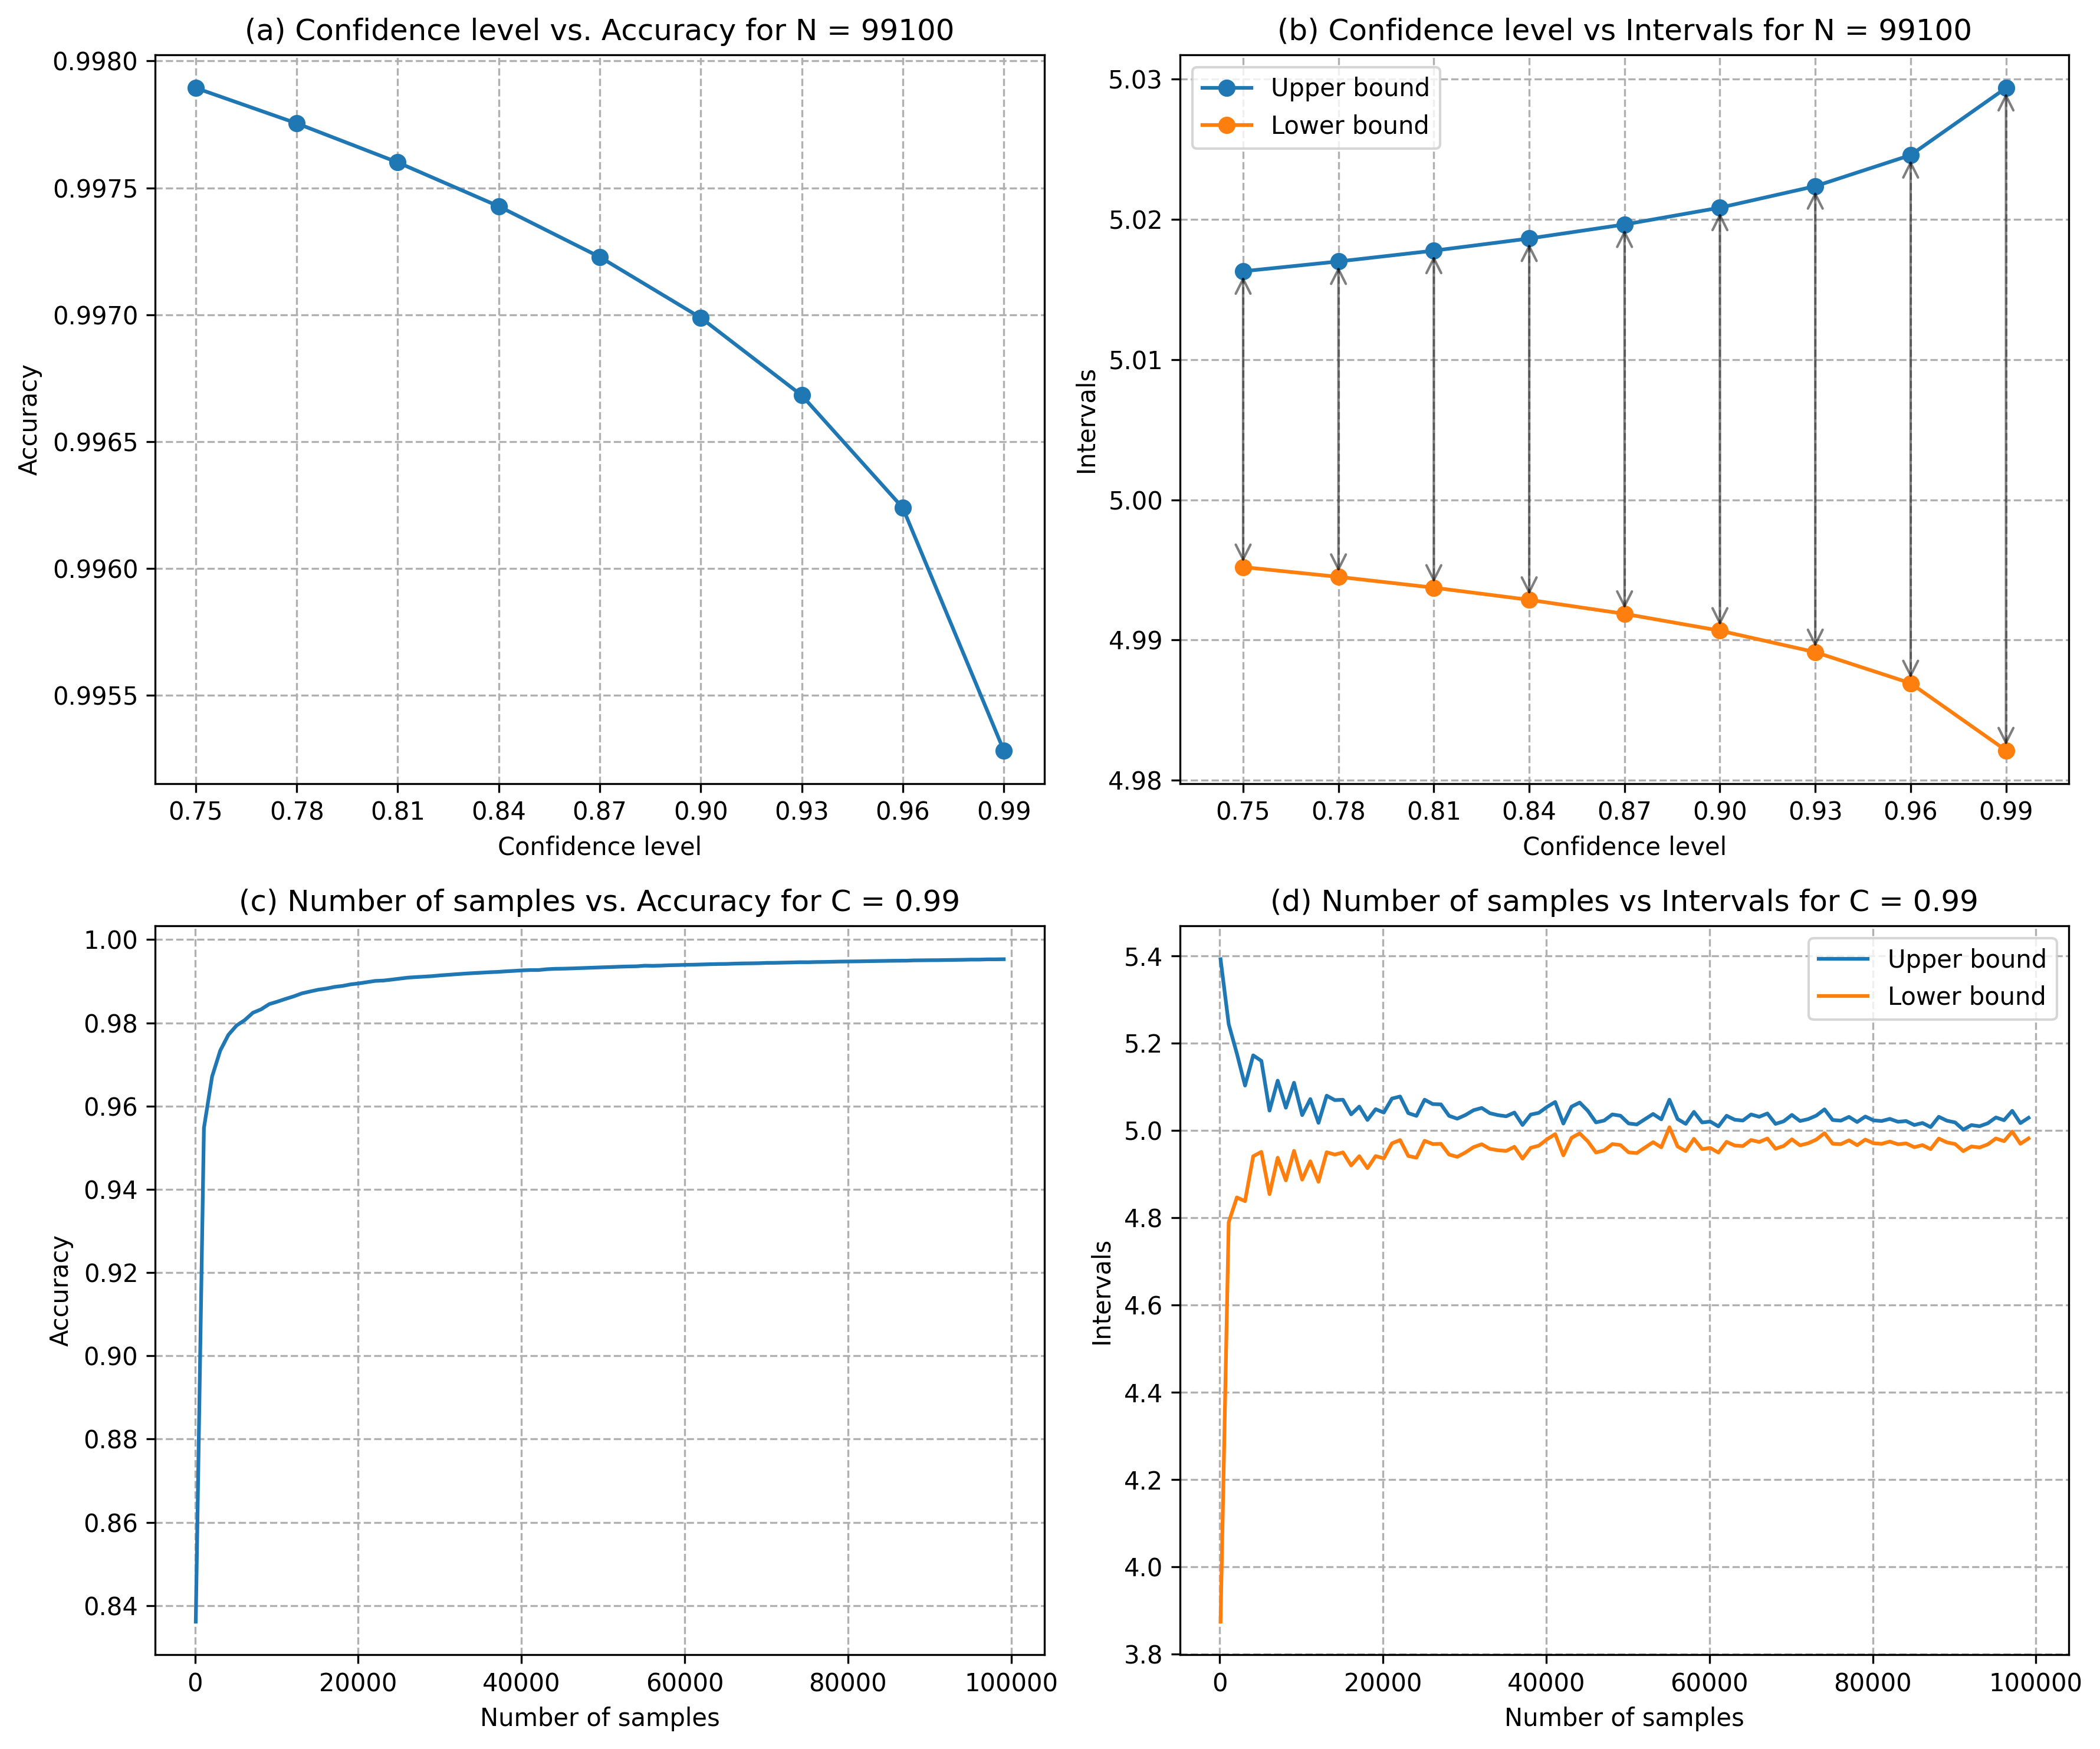 (a) Confidence level vs. Accuracy for N = 99100
0.9980
0.9975
0.9970
0.9965
0.9960
0.9955
Accuracy
0.75 0.78 0.81 0.84 0.87 0.90 0.93 0.96 0.99
Confidence level
(b) Confidence level vs Intervals for N = 99100
Upper bound
Lower bound
5.03
5.02
5.01
5.00
4.99
4.98
Intervals
0.75 0.78 0.81 0.84 0.87 0.90 0.93 0.96 0.99
Confidence level
(c) Number of samples vs. Accuracy for C = 0.99
1.00
0.98
0.96
0.94
0.92
0.90
0.88
0.86
0.84
Accuracy
0 20000 40000 60000 80000 100000
Number of samples
(d) Number of samples vs Intervals for C = 0.99
Upper bound
Lower bound
5.4
5.2
5.0
4.8
4.6
4.4
4.2
4.0
3.8
Intervals
0 20000 40000 60000 80000 100000
Number of samples